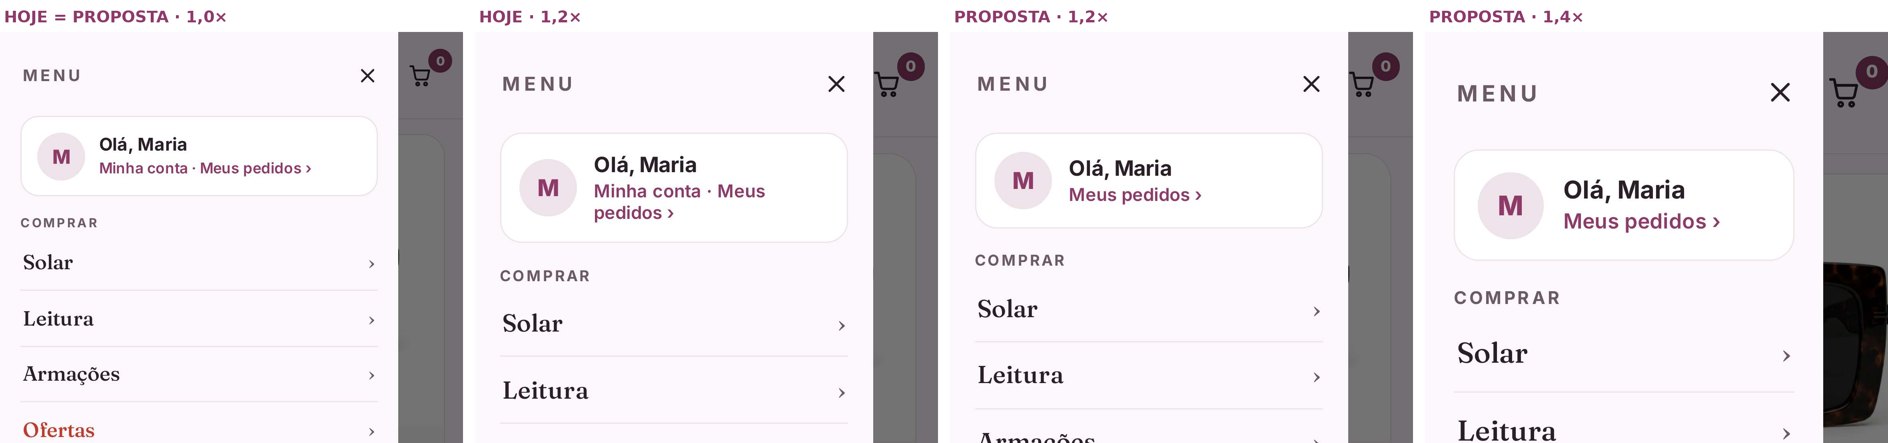 HOJE = PROPOSTA · 1,0×
MENU
0
M
Olá, Maria
Minha conta · Meus pedidos ›
COMPRAR
Solar ›
Leitura ›
Armações ›
Ofertas ›
HOJE · 1,2×
MENU
0
M
Olá, Maria
Minha conta · Meus
pedidos ›
COMPRAR
Solar ›
Leitura ›
PROPOSTA · 1,2×
MENU
0
M
Olá, Maria
Meus pedidos ›
COMPRAR
Solar ›
Leitura ›
Armações
PROPOSTA · 1,4×
MENU
0
M
Olá, Maria
Meus pedidos ›
COMPRAR
Solar ›
Leitura ›